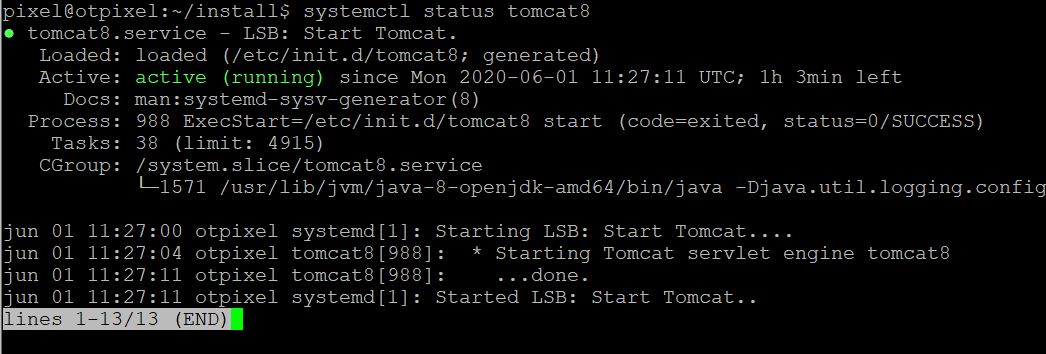 pixel@otpixel:~/install$ systemctl status tomcat8
● tomcat8.service - LSB: Start Tomcat.
   Loaded: loaded (/etc/init.d/tomcat8; generated)
   Active: active (running) since Mon 2020-06-01 11:27:11 UTC; 1h 3min left
     Docs: man:systemd-sysv-generator(8)
  Process: 988 ExecStart=/etc/init.d/tomcat8 start (code=exited, status=0/SUCCESS)
    Tasks: 38 (limit: 4915)
   CGroup: /system.slice/tomcat8.service
           └─1571 /usr/lib/jvm/java-8-openjdk-amd64/bin/java -Djava.util.logging.config

jun 01 11:27:00 otpixel systemd[1]: Starting LSB: Start Tomcat....
jun 01 11:27:04 otpixel tomcat8[988]:  * Starting Tomcat servlet engine tomcat8
jun 01 11:27:11 otpixel tomcat8[988]:    ...done.
jun 01 11:27:11 otpixel systemd[1]: Started LSB: Start Tomcat..
lines 1-13/13 (END)